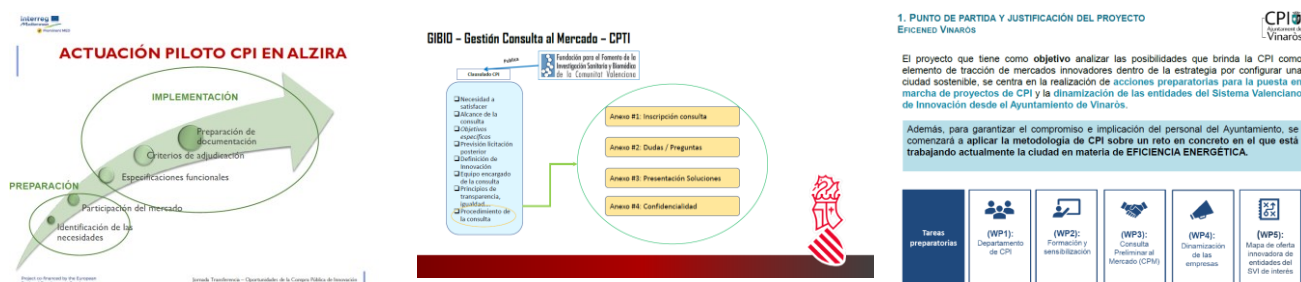 interreg
Mediterranean
ACTUACIÓN PILOTO CPI EN ALZIRA
IMPLEMENTACIÓN
Preparación de
documentación
Criterios de adjudicación
Especificaciones funcionales
PREPARACIÓN
Participación del mercado
Identificación de las
necesidades
Project co-financed by the European
Jornada Transferencia – Oportunidades de la Compra Pública de Innovación
GIBIO – Gestión Consulta al Mercado – CPTI
Publica
Fundación para el Fomento de la
Investigación Sanitaria y Biomédica
de la Comunitat Valenciana
Clausulado CPI
Necesidad a
satisfacer
Alcance de la
consulta
Objetivos
específicos
Previsión licitación
posterior
Definición de
Innovación
Equipo encargado
de la consulta
Principios de
transparencia,
igualdad...
Procedimiento de
la consulta
Anexo #1: Inscripción consulta
Anexo #2: Dudas / Preguntas
Anexo #3: Presentación Soluciones
Anexo #4: Confidencialidad
1. PUNTO DE PARTIDA Y JUSTIFICACIÓN DEL PROYECTO
EFICENED VINARÒS
CPI
Ajuntament de
Vinaròs
El proyecto que tiene como objetivo analizar las posibilidades que brinda la CPI como
elemento de tracción de mercados innovadores dentro de la estrategia por configurar una
ciudad sostenible, se centra en la realización de acciones preparatorias para la puesta en
marcha de proyectos de CPI y la dinamización de las entidades del Sistema Valenciano
de Innovación desde el Ayuntamiento de Vinaròs.
Además, para garantizar el compromiso e implicación del personal del Ayuntamiento, se
comenzará a aplicar la metodología de CPI sobre un reto en concreto en el que está
trabajando actualmente la ciudad en materia de EFICIENCIA ENERGÉTICA.
Tareas
preparatorias
(WP1):
Departamento
de CPI
(WP2):
Formación y
sensibilización
(WP3):
Consulta
Preliminar al
Mercado (CPM)
(WP4):
Dinamización
de las
empresas
(WP5):
Mapa de oferta
innovadora de
entidades del
SVI de interés